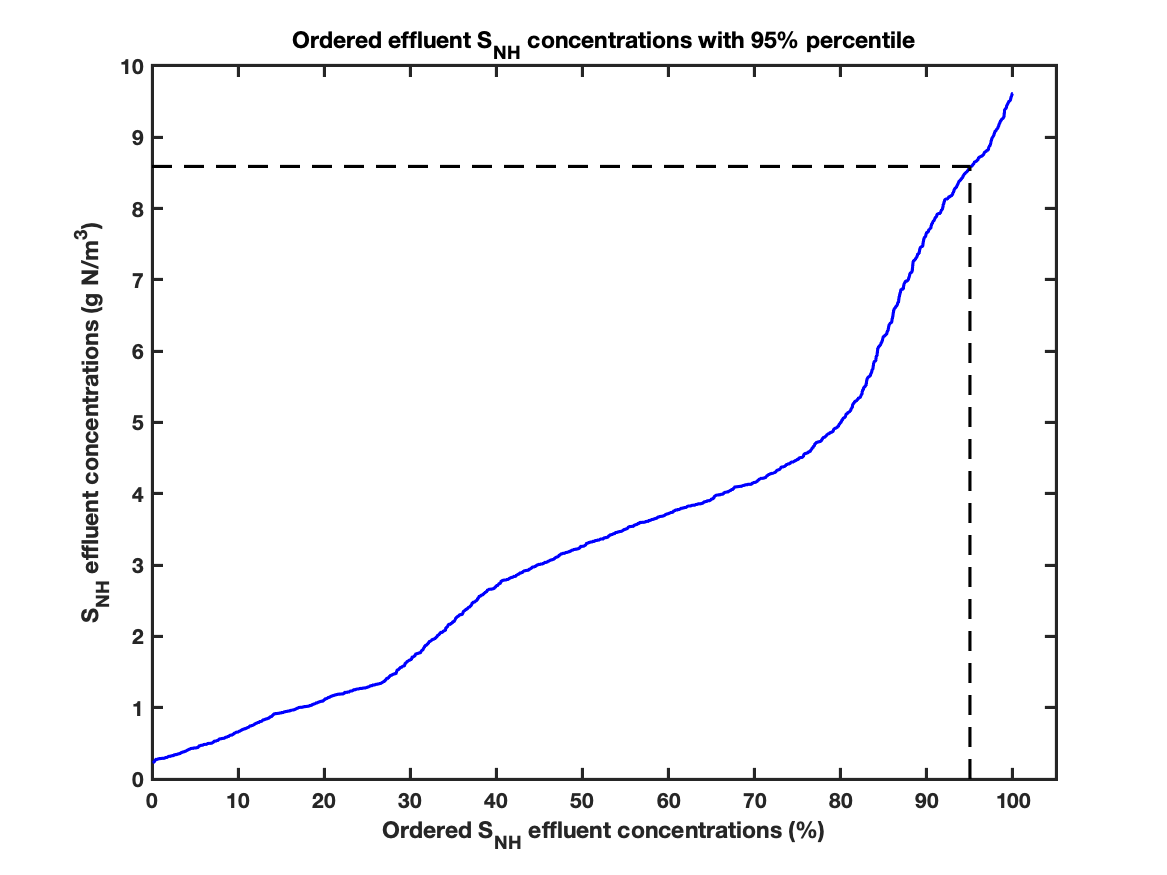 Ordered effluent S_NH concentrations with 95% percentile
10
9
8
7
6
5
4
3
2
1
0
S_NH effluent concentrations (g N/m³)
0 10 20 30 40 50 60 70 80 90 100
Ordered S_NH effluent concentrations (%)